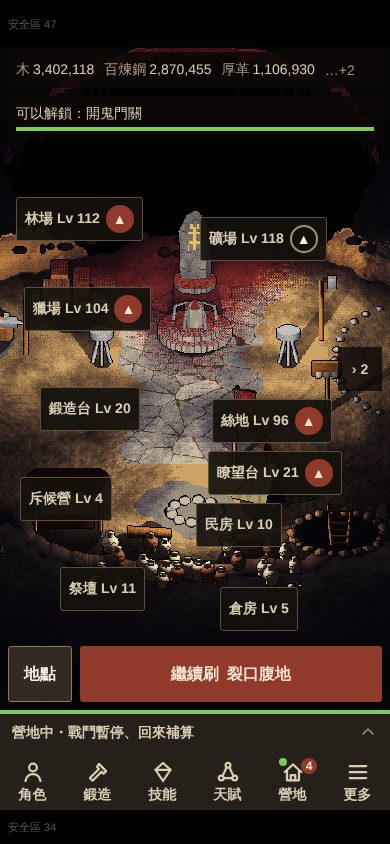 安全區 47
木 3,402,118 百煉鋼 2,870,455 厚革 1,106,930 …+2
可以解鎖：開鬼門關
林場 Lv 112
礦場 Lv 118
獵場 Lv 104
› 2
鍛造台 Lv 20
絲地 Lv 96
瞭望台 Lv 21
斥候營 Lv 4
民房 Lv 10
祭壇 Lv 11
倉房 Lv 5
地點
繼續刷 裂口腹地
營地中・戰鬥暫停、回來補算
4
角色 鍛造 技能 天賦 營地 更多
安全區 34